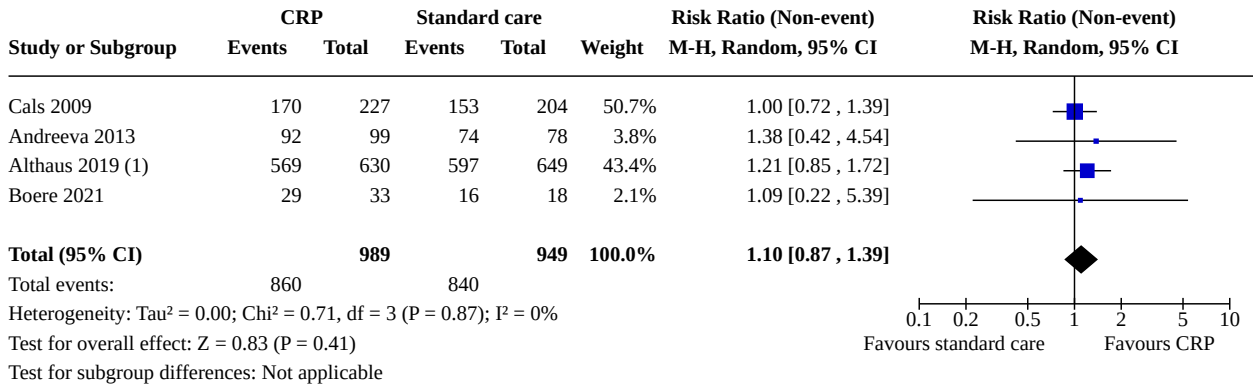 CRP Standard care Risk Ratio (Non-event) Risk Ratio (Non-event)
Study or Subgroup Events Total Events Total Weight M-H, Random, 95% CI M-H, Random, 95% CI
Cals 2009 170 227 153 204 50.7% 1.00 [0.72 , 1.39]
Andreeva 2013 92 99 74 78 3.8% 1.38 [0.42 , 4.54]
Althaus 2019 (1) 569 630 597 649 43.4% 1.21 [0.85 , 1.72]
Boere 2021 29 33 16 18 2.1% 1.09 [0.22 , 5.39]
Total (95% CI) 989 949 100.0% 1.10 [0.87 , 1.39]
Total events: 860 840
Heterogeneity: Tau² = 0.00; Chi² = 0.71, df = 3 (P = 0.87); I² = 0%
0.1 0.2 0.5 1 2 5 10
Test for overall effect: Z = 0.83 (P = 0.41) Favours standard care Favours CRP
Test for subgroup differences: Not applicable